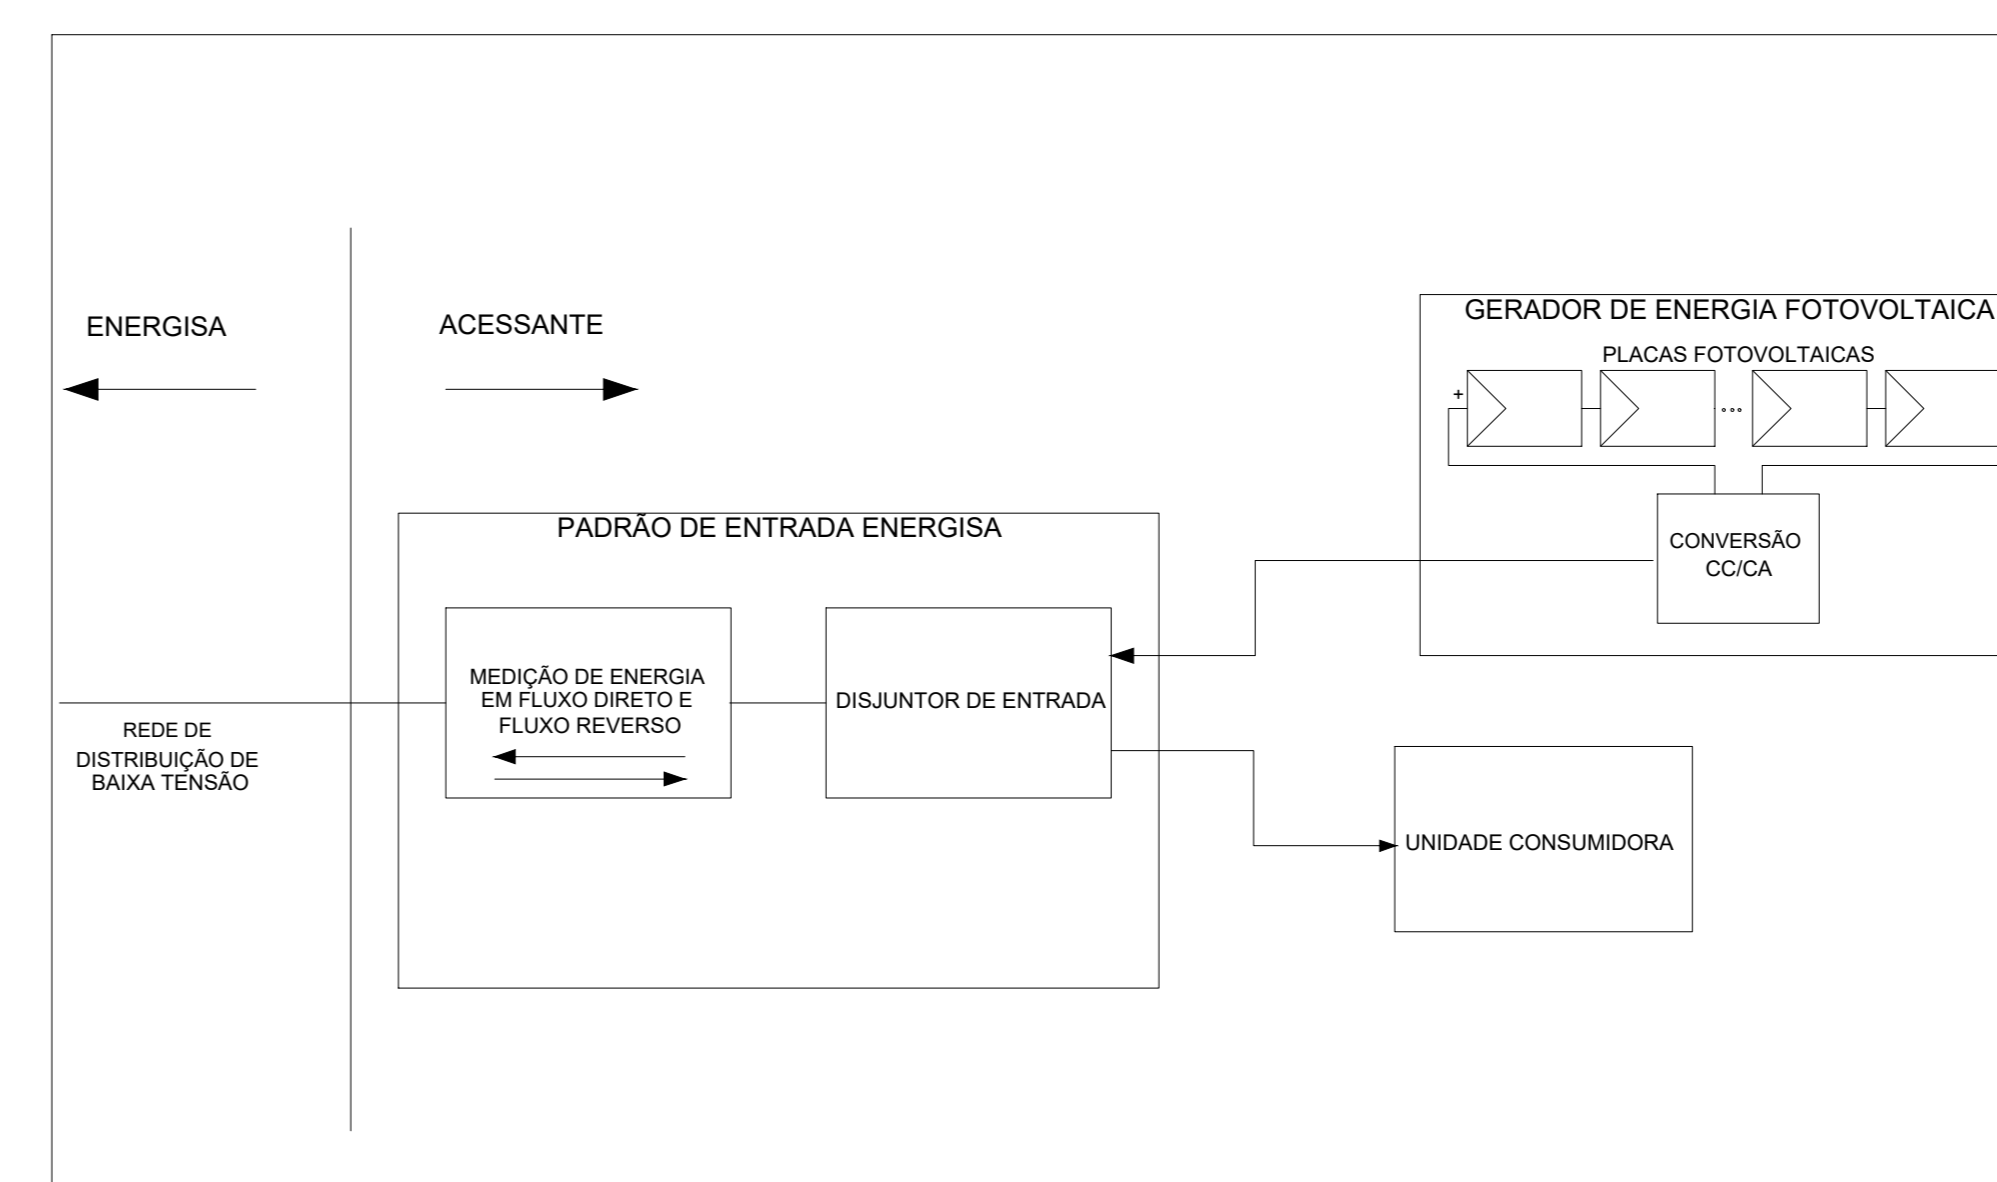 ENERGISA
ACESSANTE
GERADOR DE ENERGIA FOTOVOLTAICA
PLACAS FOTOVOLTAICAS
+
CONVERSÃO
CC/CA
PADRÃO DE ENTRADA ENERGISA
MEDIÇÃO DE ENERGIA
EM FLUXO DIRETO E
FLUXO REVERSO
DISJUNTOR DE ENTRADA
REDE DE
DISTRIBUIÇÃO DE
BAIXA TENSÃO
UNIDADE CONSUMIDORA